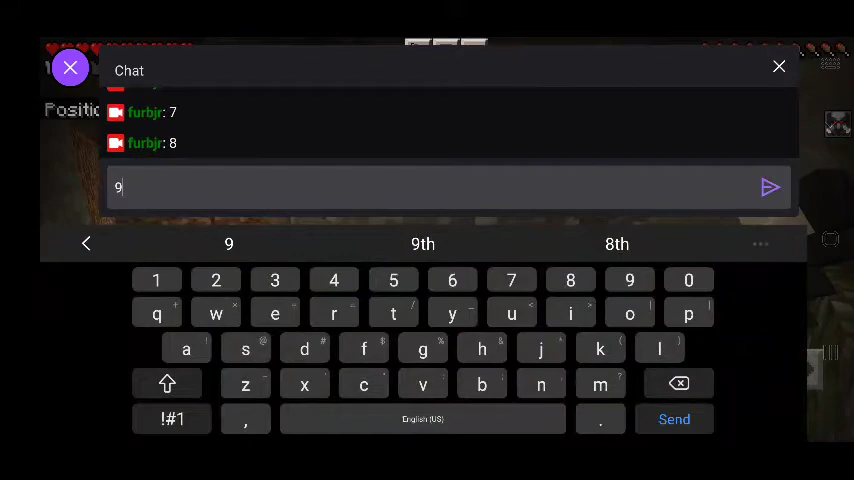 Chat
Positio
furbjr: 7
furbjr: 8
9
9 9th 8th
1 2 3 4 5 6 7 8 9 0
q w e r t y u i o p
a s d f g h j k l
z x c v b n m
!#1 , English (US) . Send